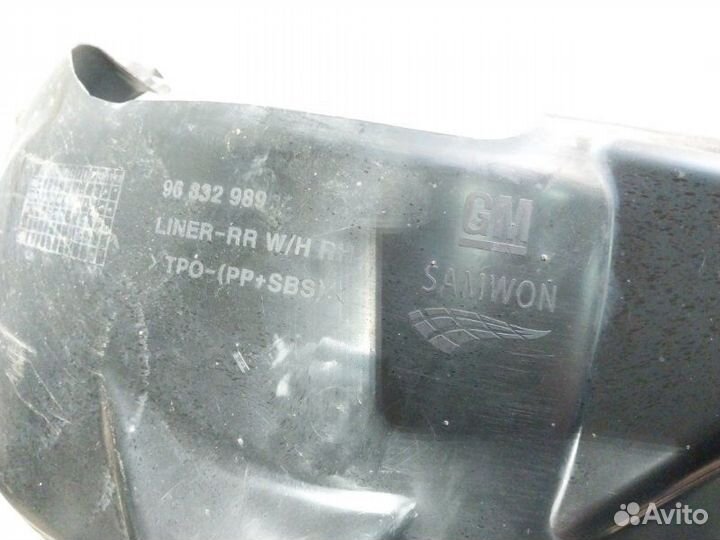 96 832 989
LINER-RR W/H
TPO-(PP+SBS)
GM
SAMWON
Avito